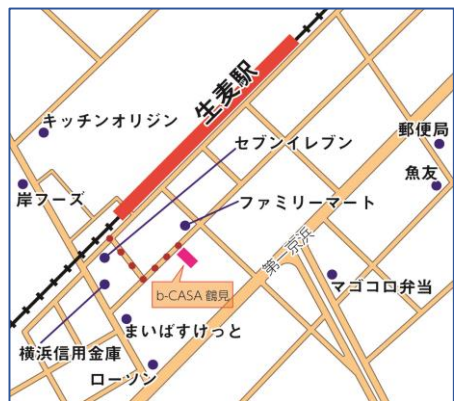 生麦駅
キッチンオリジン
セブンイレブン
郵便局
魚友
岸フーズ
ファミリーマート
第一京浜
b-CASA 鶴見
マゴコロ弁当
まいばすけっと
横浜信用金庫
ローソン